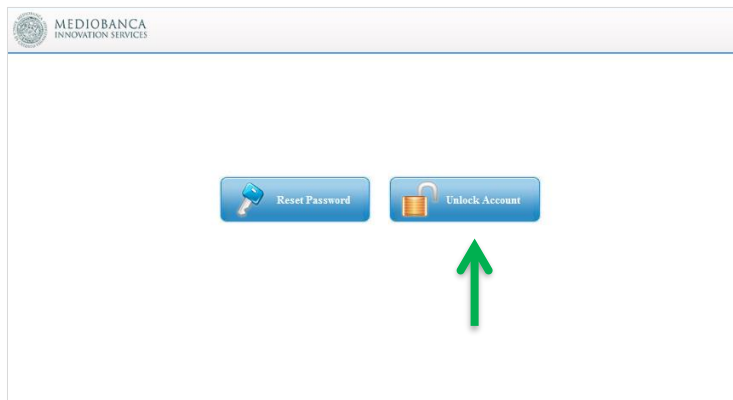 MEDIOBANCA
INNOVATION SERVICES
Reset Password
Unlock Account